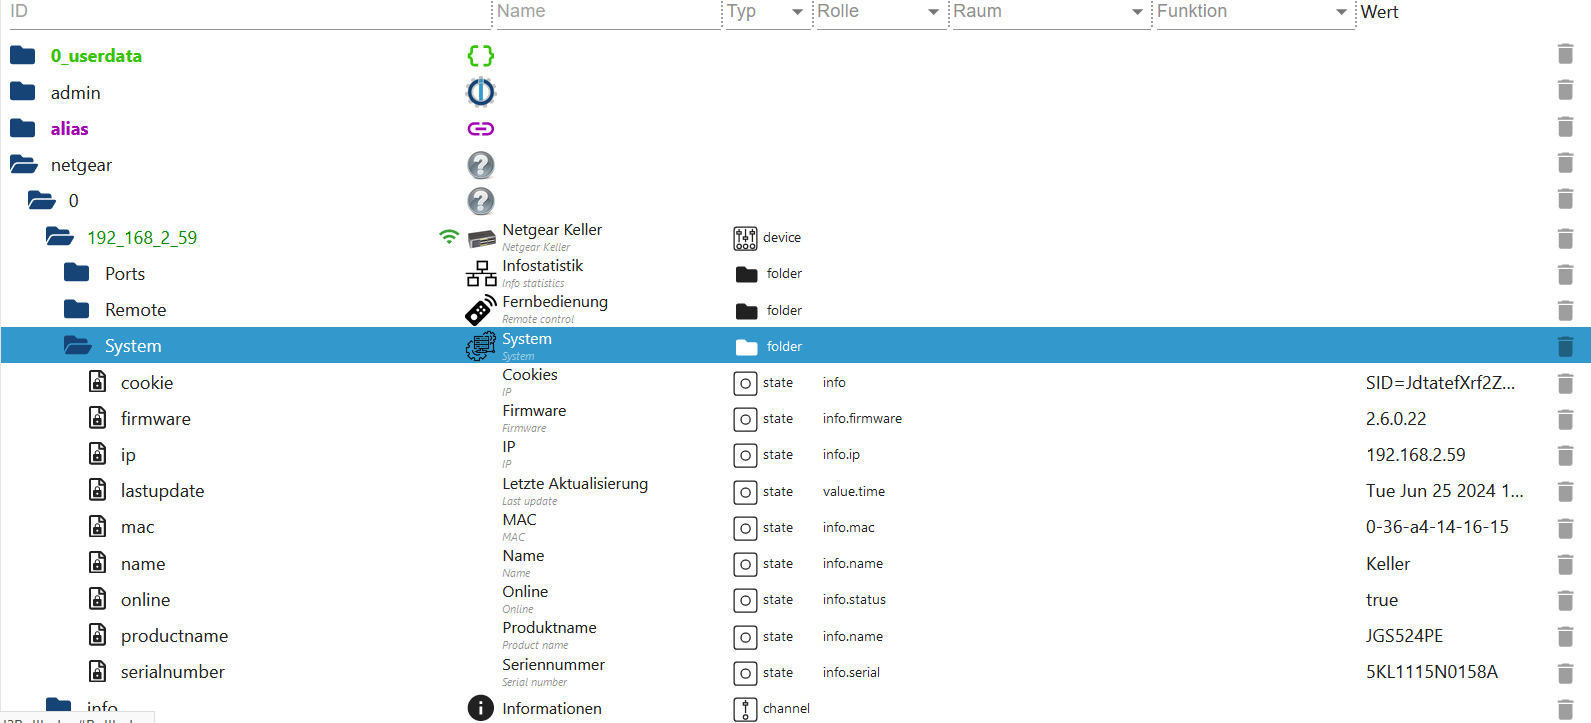 ID Name Typ Rolle Raum Funktion Wert
0_userdata
admin
alias
netgear
0
192_168_2_59 Netgear Keller device
Netgear Keller
Ports Infostatistik folder
Info statistics
Remote Fernbedienung folder
Remote control
System System folder
System
cookie Cookies state info SID=JdtatefXrf2Z...
IP
firmware Firmware state info.firmware 2.6.0.22
Firmware
ip IP state info.ip 192.168.2.59
IP
lastupdate Letzte Aktualisierung state value.time Tue Jun 25 2024 1...
Last update
mac MAC state info.mac 0-36-a4-14-16-15
MAC
name Name state info.name Keller
Name
online Online state info.status true
Online
productname Produktname state info.name JGS524PE
Product name
serialnumber Seriennummer state info.serial 5KL1115N0158A
Serial number
info Informationen channel